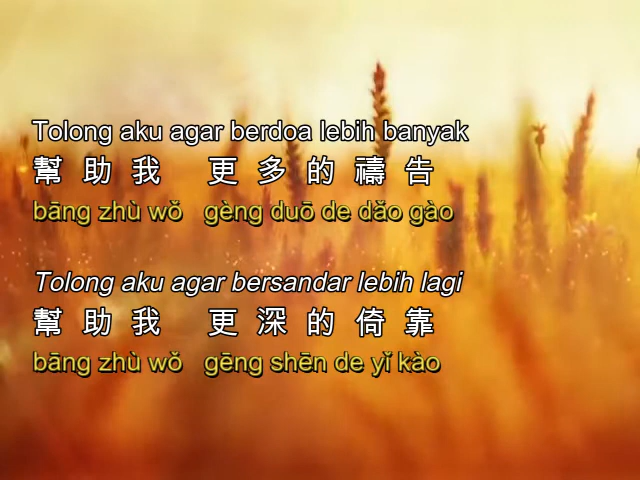 Tolong aku agar berdoa lebih banyak
幫 助 我 更 多 的 禱 告
bāng zhù wǒ gèng duō de dǎo gào
Tolong aku agar bersandar lebih lagi
幫 助 我 更 深 的 倚 靠
bāng zhù wǒ gēng shēn de yǐ kào